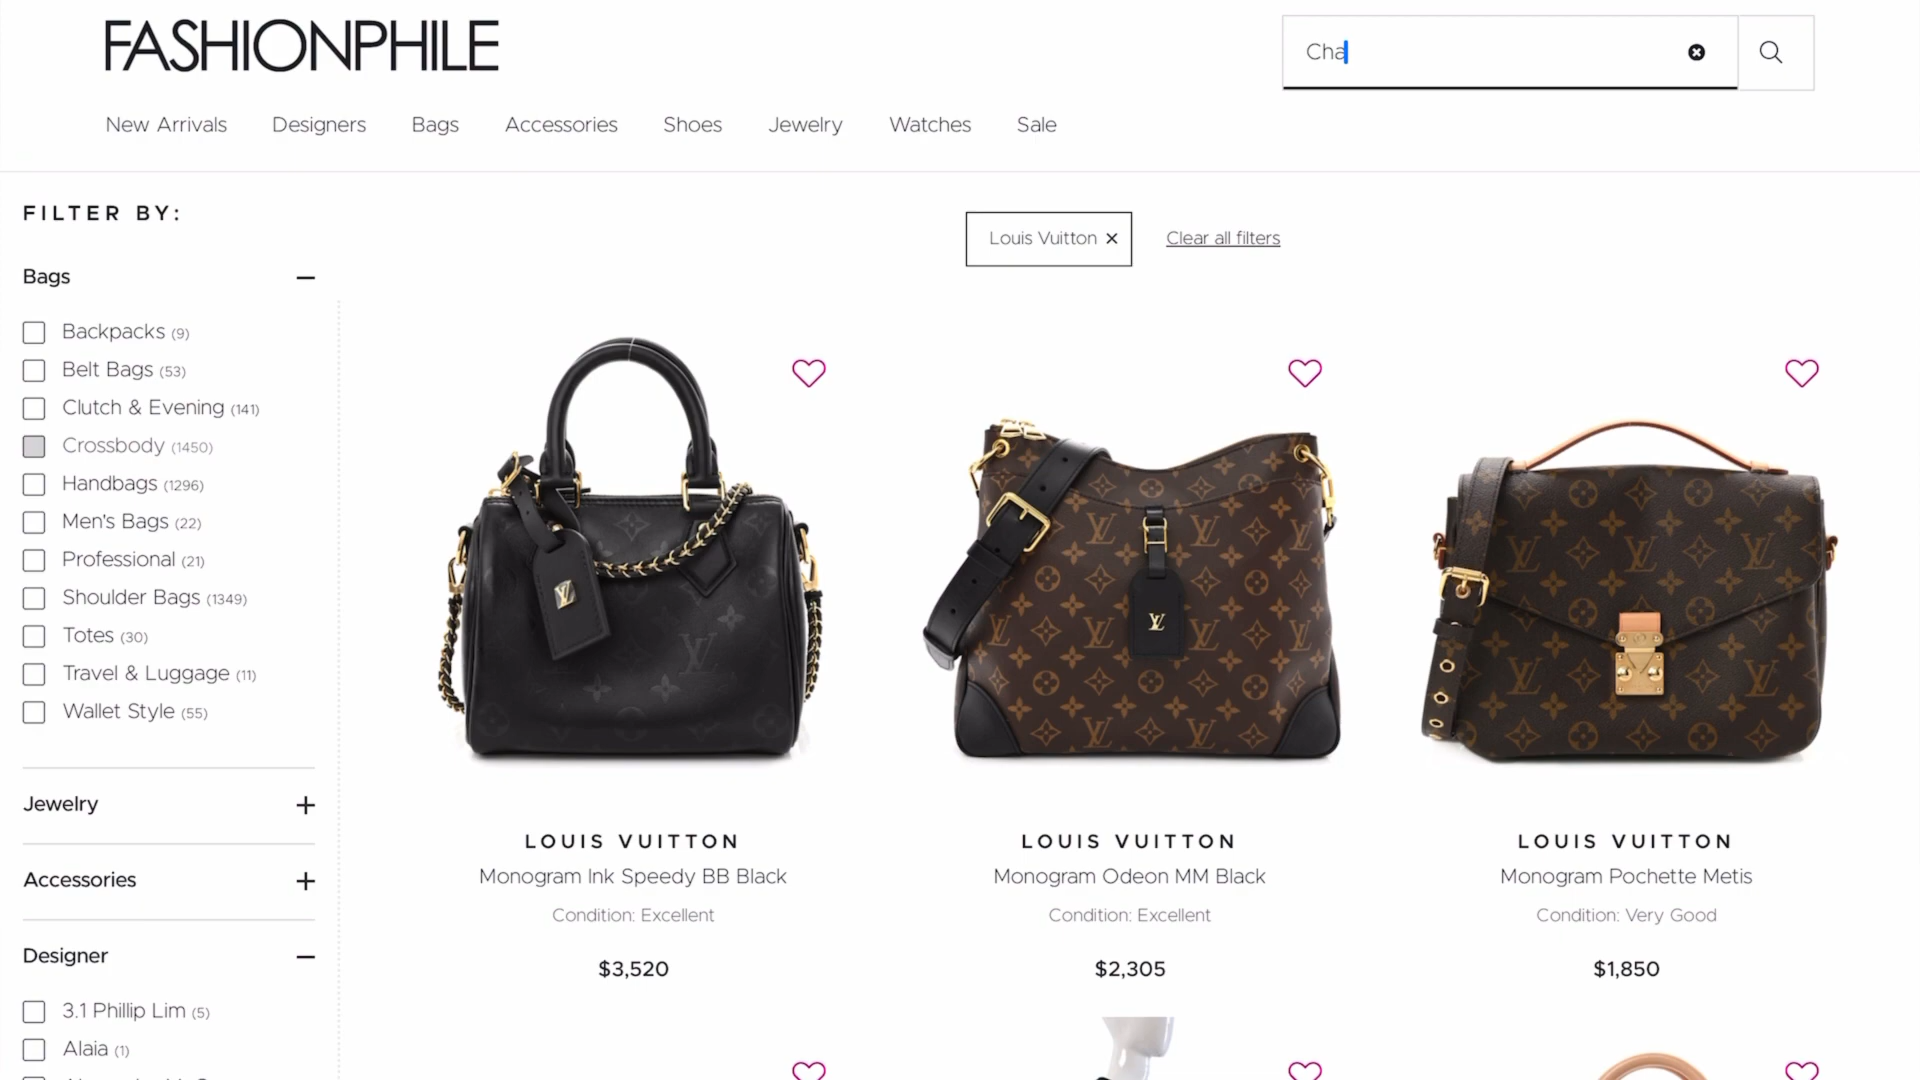 FASHIONPHILE
Cha
New Arrivals Designers Bags Accessories Shoes Jewelry Watches Sale
FILTER BY:
Louis Vuitton ✕ Clear all filters
Bags
Backpacks (9)
Belt Bags (53)
Clutch & Evening (141)
Crossbody (1450)
Handbags (1296)
Men's Bags (22)
Professional (21)
Shoulder Bags (1349)
Totes (30)
Travel & Luggage (11)
Wallet Style (55)
Jewelry
Accessories
Designer
3.1 Phillip Lim (5)
Alaia (1)
LOUIS VUITTON
Monogram Ink Speedy BB Black
Condition: Excellent
$3,520
LOUIS VUITTON
Monogram Odeon MM Black
Condition: Excellent
$2,305
LOUIS VUITTON
Monogram Pochette Metis
Condition: Very Good
$1,850